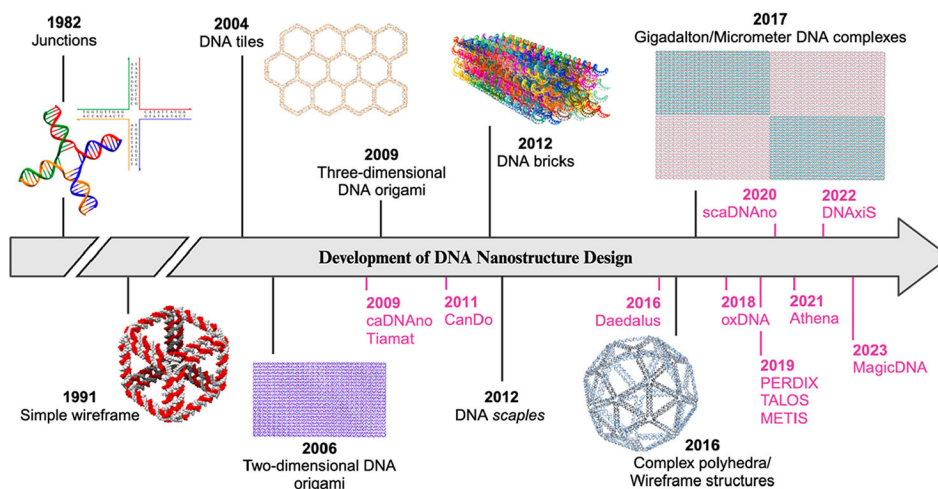 1982
Junctions
2004
DNA tiles
2009
Three-dimensional
DNA origami
2012
DNA bricks
2017
Gigadalton/Micrometer DNA complexes
2020
scaDNAno
2022
DNAxiS
Development of DNA Nanostructure Design
1991
Simple wireframe
2006
Two-dimensional DNA
origami
2009
caDNAno
Tiamat
2011
CanDo
2012
DNA scaples
2016
Daedalus
2016
Complex polyhedra/
Wireframe structures
2018
oxDNA
2019
PERDIX
TALOS
METIS
2021
Athena
2023
MagicDNA